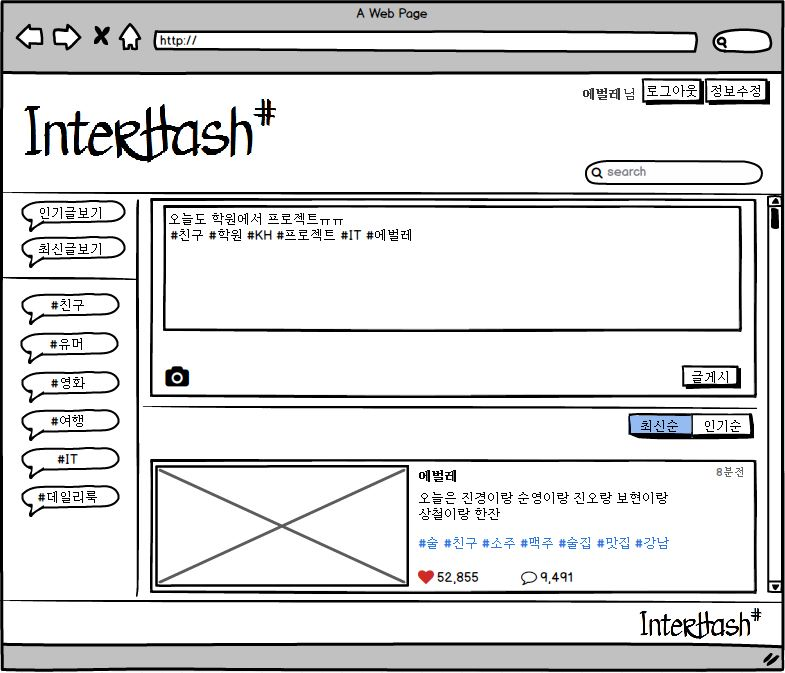 A Web Page
http://
에벌레 님 로그아웃 정보수정
InterHash#
search
인기글보기
최신글보기
#친구
#유머
#영화
#여행
#IT
#데일리룩
오늘도 학원에서 프로젝트ㅠㅠ
#친구 #학원 #KH #프로젝트 #IT #에벌레
글게시
최신순 인기순
에벌레
8분전
오늘은 진경이랑 순영이랑 진오랑 보현이랑
상철이랑 한잔
#술 #친구 #소주 #맥주 #술집 #맛집 #강남
52,855 9,491
InterHash#